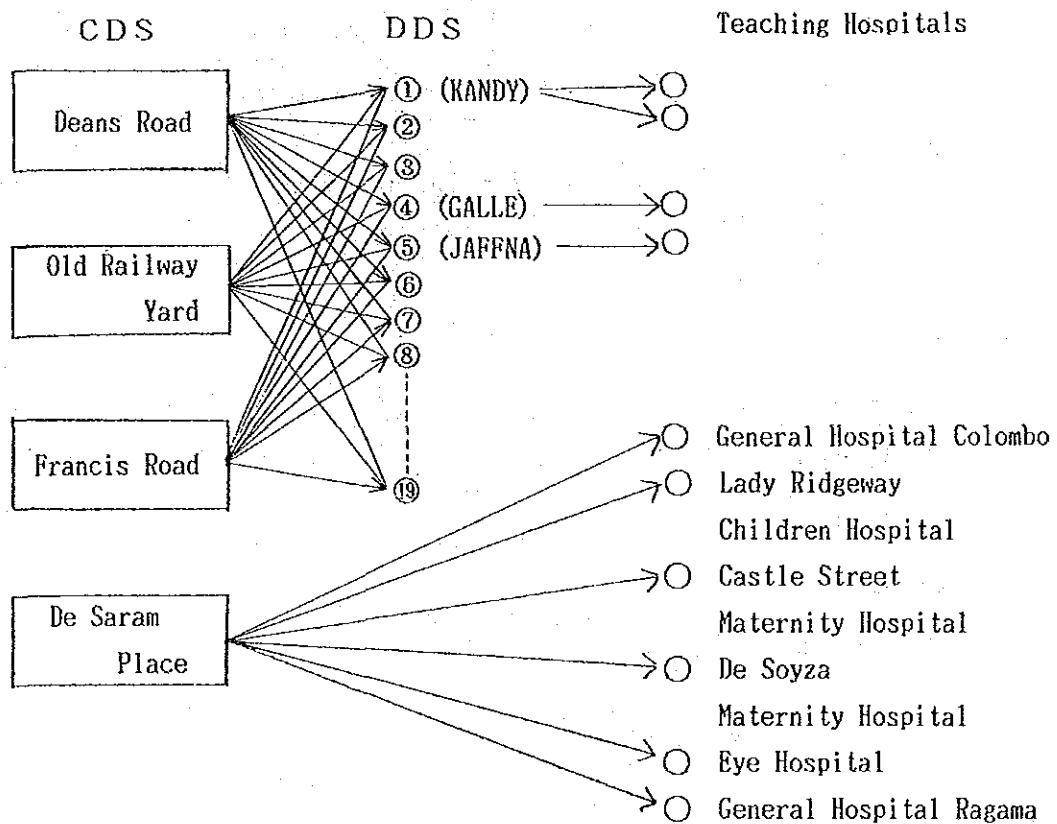 CDS DDS Teaching Hospitals
Deans Road
Old Railway
Yard
Francis Road
De Saram
Place
① (KANDY)
②
③
④ (GALLE)
⑤ (JAFFNA)
⑥
⑦
⑧
⑲
General Hospital Colombo
Lady Ridgeway
Children Hospital
Castle Street
Maternity Hospital
De Soyza
Maternity Hospital
Eye Hospital
General Hospital Ragama